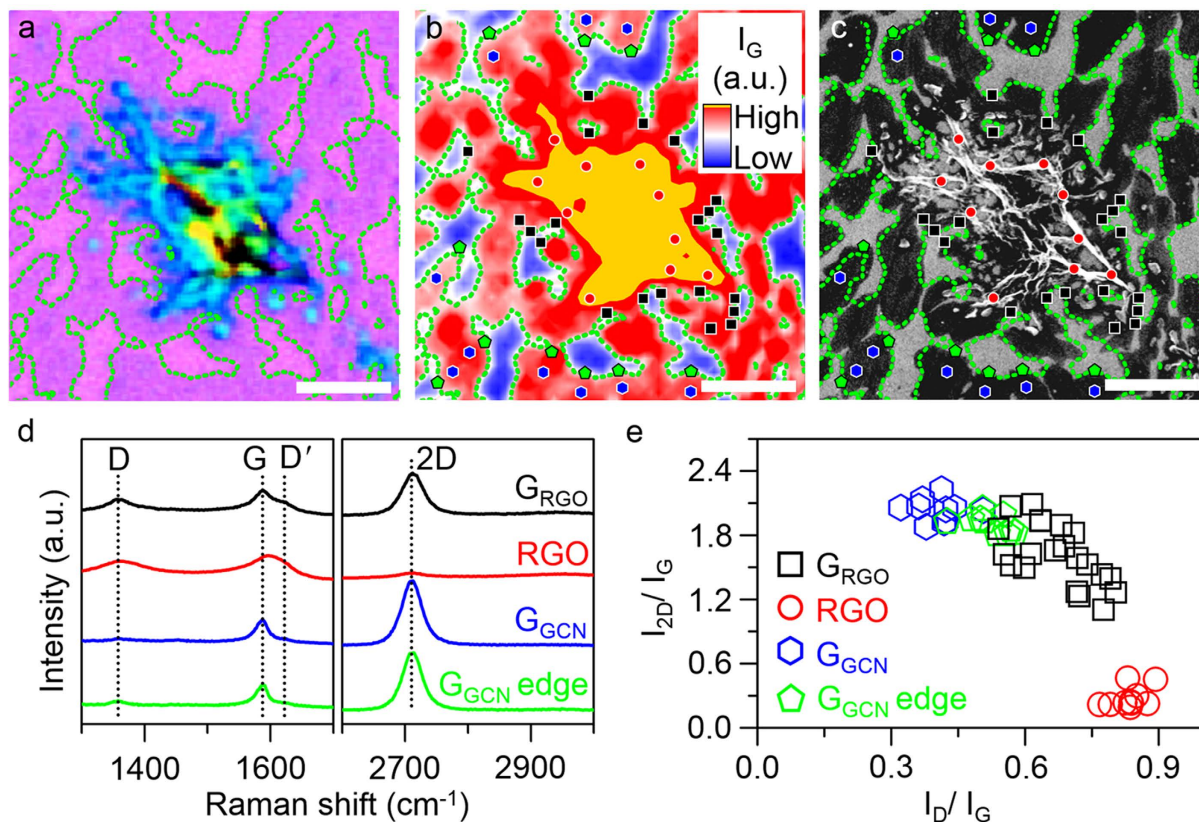 a
b
I_G
(a.u.)
High
Low
c
d
D
G
D′
2D
G_RGO
RGO
G_GCN
G_GCN edge
Intensity (a.u.)
1400
1600
2700
2900
Raman shift (cm⁻¹)
e
2.4
1.8
1.2
0.6
0.0
I_2D/ I_G
G_RGO
RGO
G_GCN
G_GCN edge
0.0
0.3
0.6
0.9
I_D/ I_G